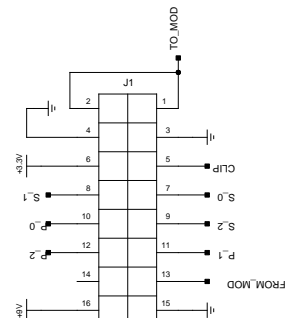 TO_MOD
J1
2 1
4 3
+3.3V 6 5 CLIP
S_1 8 7 S_0
P_0 10 9 S_2
P_2 12 11 P_1
14 13 FROM_MOD
+9V 16 15